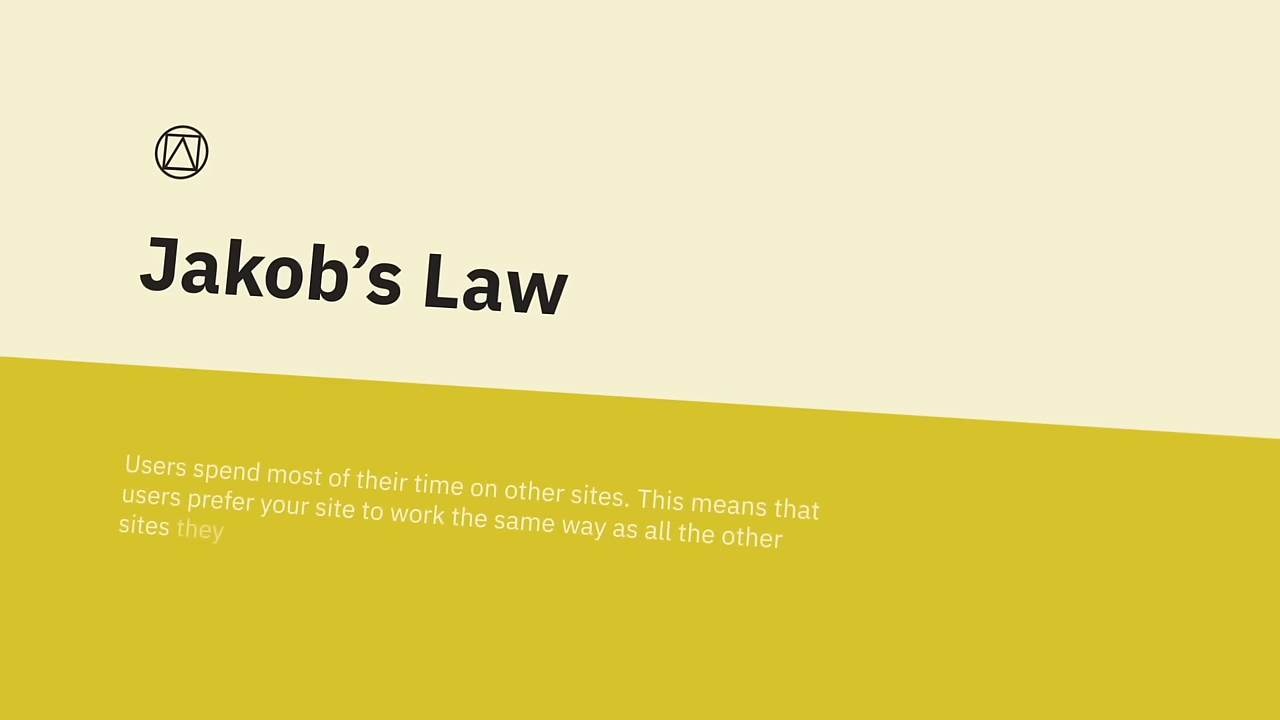 Jakob’s Law
Users spend most of their time on other sites. This means that
users prefer your site to work the same way as all the other
sites they